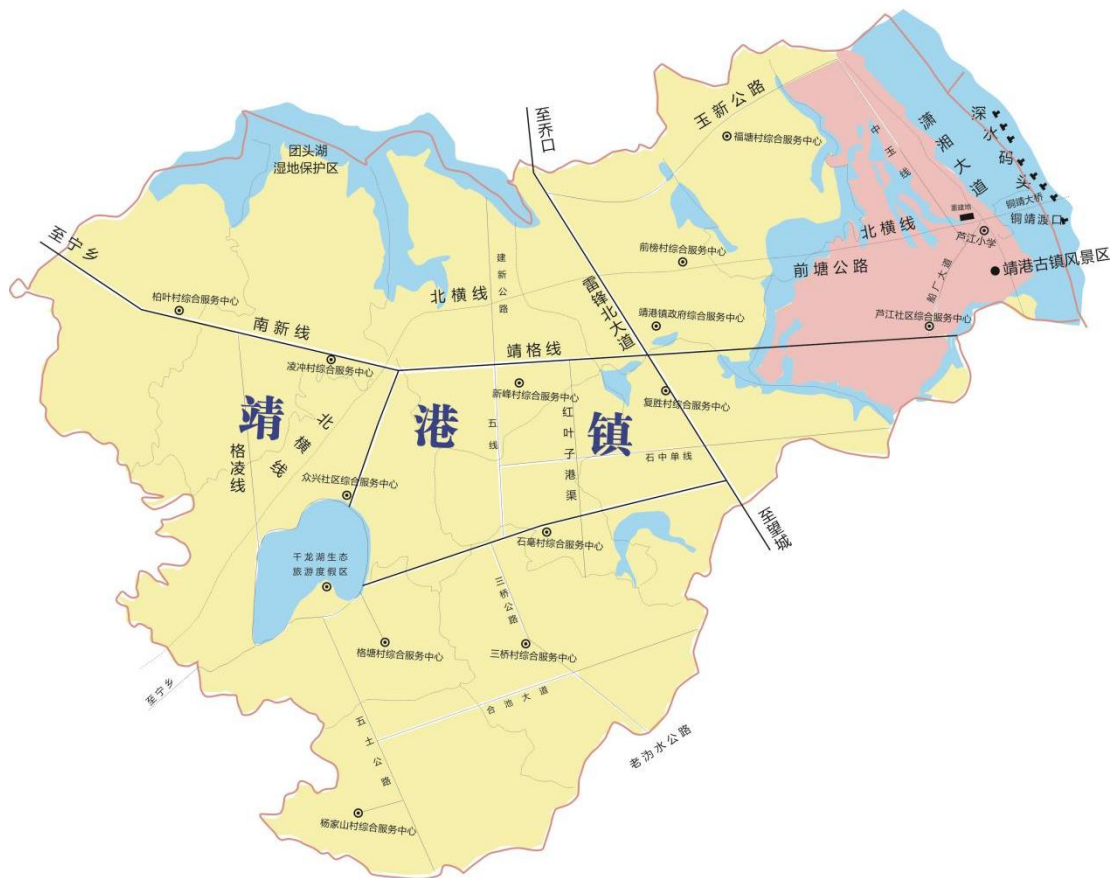 至乔口
玉新公路
福塘村综合服务中心
中玉线
潇湘大道
深水码头
铜靖大桥
铜靖渡口
重建地
芦江小学
北横线
前塘公路
靖港古镇风景区
船厂大道
芦江社区综合服务中心
团头湖
湿地保护区
至宁乡
柏叶村综合服务中心
南新线
凌冲村综合服务中心
建新公路
北横线
前榜村综合服务中心
雷锋北大道
靖港镇政府综合服务中心
靖格线
新峰村综合服务中心
复胜村综合服务中心
靖港镇
北横线
格凌线
五线
红叶子港渠
石中单线
众兴社区综合服务中心
至望城
石毫村综合服务中心
千龙湖生态
旅游度假区
三桥公路
格塘村综合服务中心
三桥村综合服务中心
至宁乡
合池大道
五土公路
老沩水公路
杨家山村综合服务中心